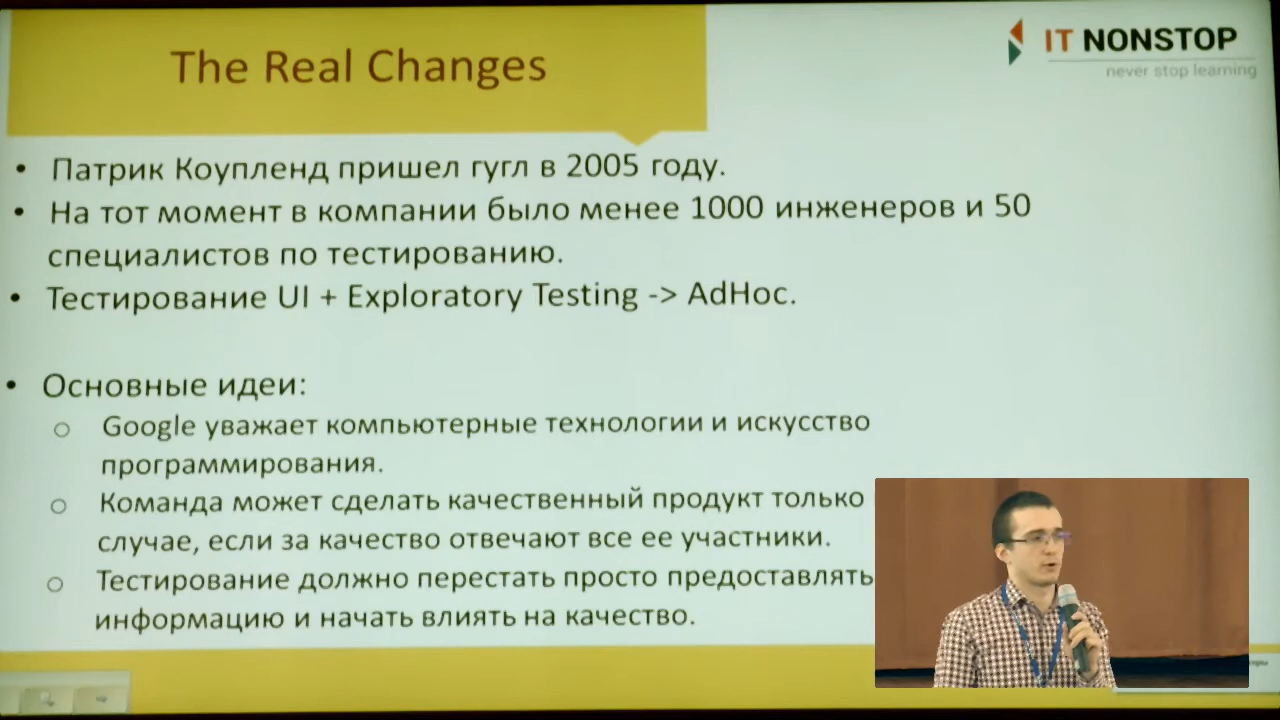 The Real Changes
IT NONSTOP
never stop learning
• Патрик Коупленд пришел гугл в 2005 году.
• На тот момент в компании было менее 1000 инженеров и 50
специалистов по тестированию.
• Тестирование UI + Exploratory Testing -> AdHoc.
• Основные идеи:
o Google уважает компьютерные технологии и искусство
программирования.
o Команда может сделать качественный продукт только
случае, если за качество отвечают все ее участники.
o Тестирование должно перестать просто предоставлять
информацию и начать влиять на качество.